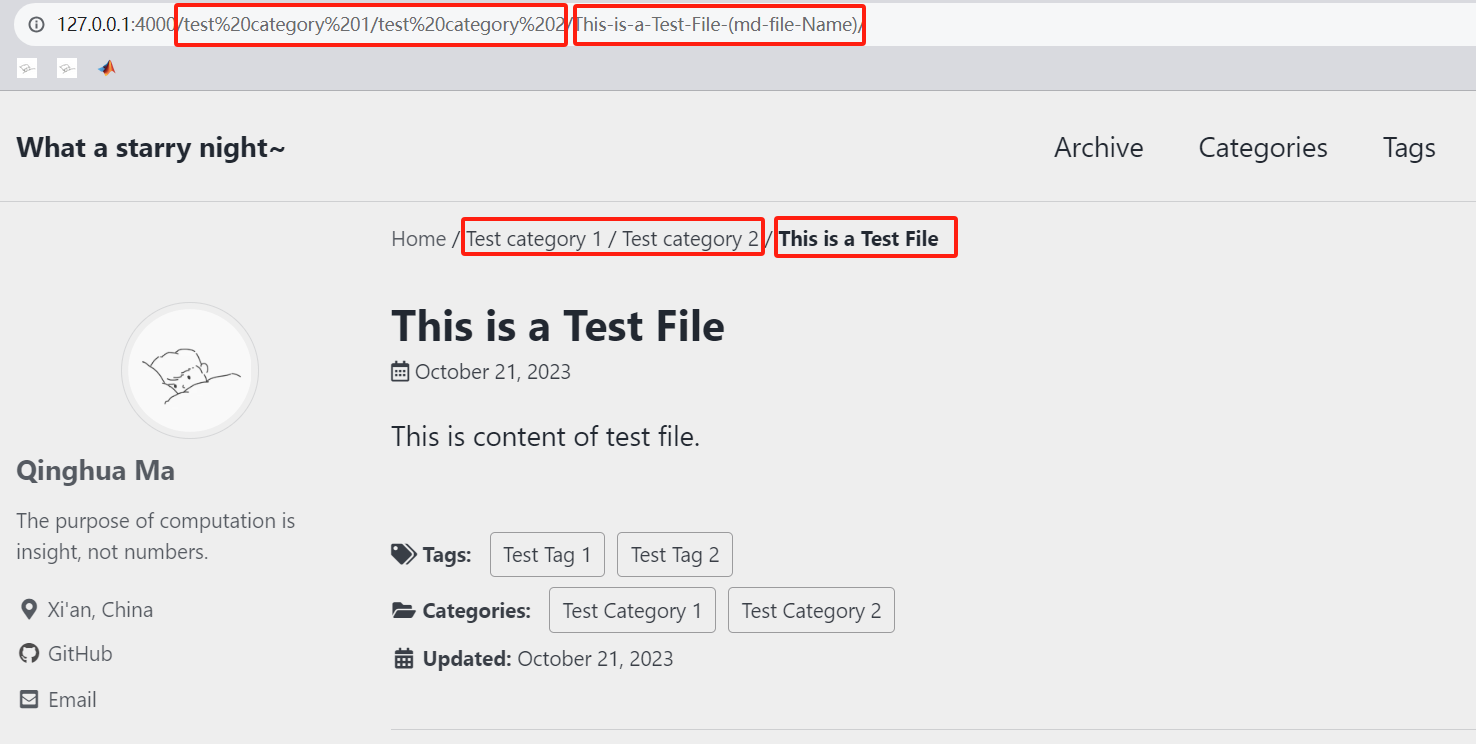 127.0.0.1:4000/test%20category%201/test%20category%202/This-is-a-Test-File-(md-file-Name)/
What a starry night~
Archive
Categories
Tags
Home / Test category 1 / Test category 2 / This is a Test File
This is a Test File
October 21, 2023
This is content of test file.
Qinghua Ma
The purpose of computation is
insight, not numbers.
Xi'an, China
GitHub
Email
Tags: Test Tag 1 Test Tag 2
Categories: Test Category 1 Test Category 2
Updated: October 21, 2023